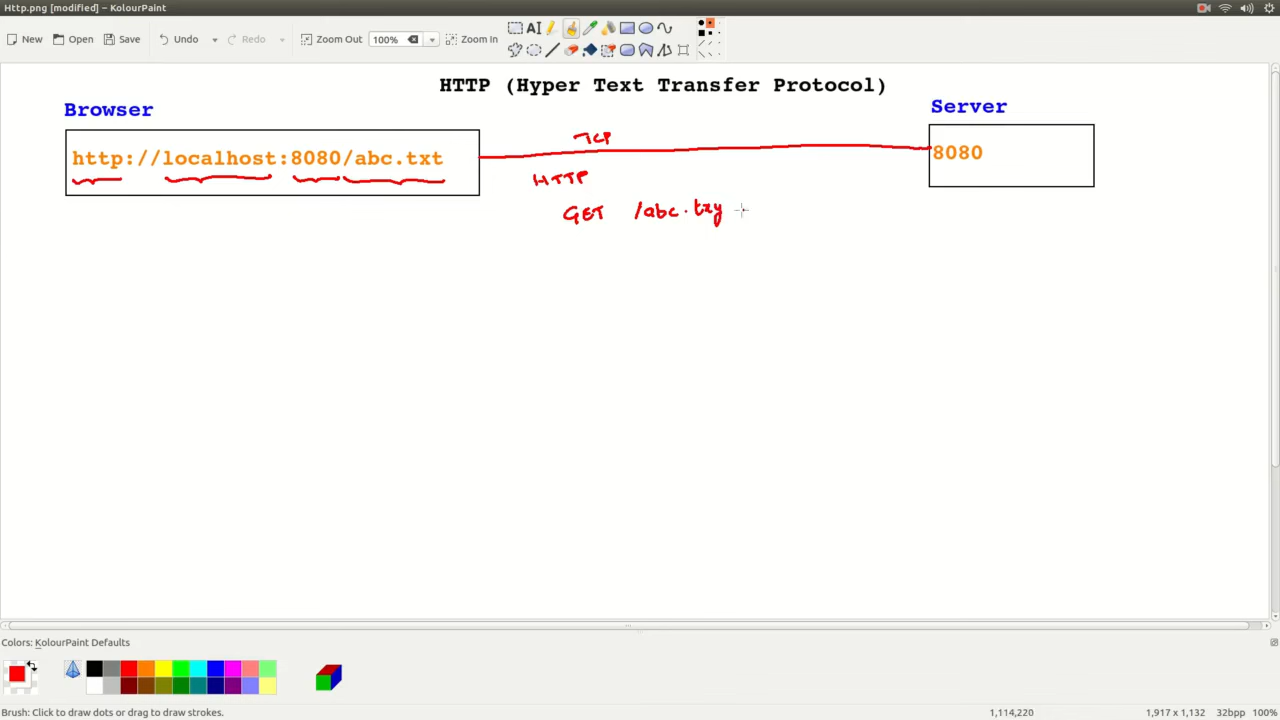 Http.png [modified] - KolourPaint
New Open Save Undo Redo Zoom Out 100% Zoom In
AI
HTTP (Hyper Text Transfer Protocol)
Browser
Server
http://localhost:8080/abc.txt
TCP
8080
HTTP
GET /abc.txy
Colors: KolourPaint Defaults
Brush: Click to draw dots or drag to draw strokes.
1,114,220 1,917 x 1,132 32bpp 100%